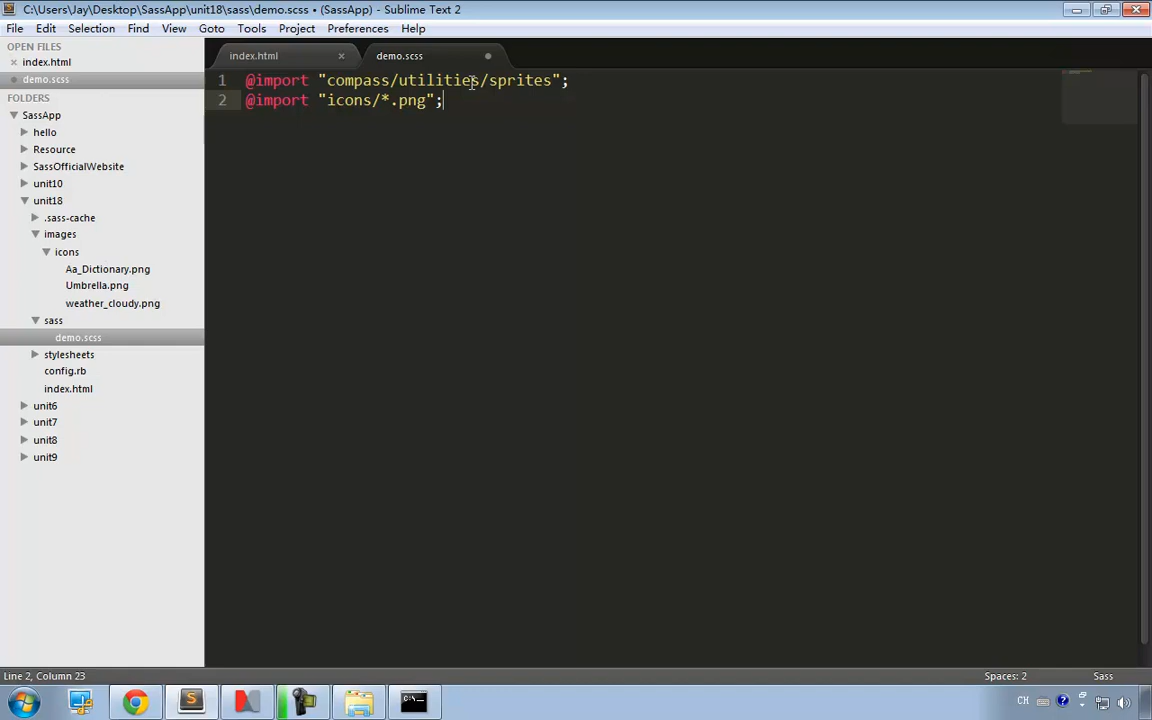 C:\Users\Jay\Desktop\SassApp\unit18\sass\demo.scss • (SassApp) - Sublime Text 2
File Edit Selection Find View Goto Tools Project Preferences Help
OPEN FILES
index.html
demo.scss
FOLDERS
SassApp
hello
Resource
SassOfficialWebsite
unit10
unit18
.sass-cache
images
icons
Aa_Dictionary.png
Umbrella.png
weather_cloudy.png
sass
demo.scss
stylesheets
config.rb
index.html
unit6
unit7
unit8
unit9
index.html demo.scss
1 @import "compass/utilities/sprites";
2 @import "icons/*.png";
Line 2, Column 23 Spaces: 2 Sass
CH